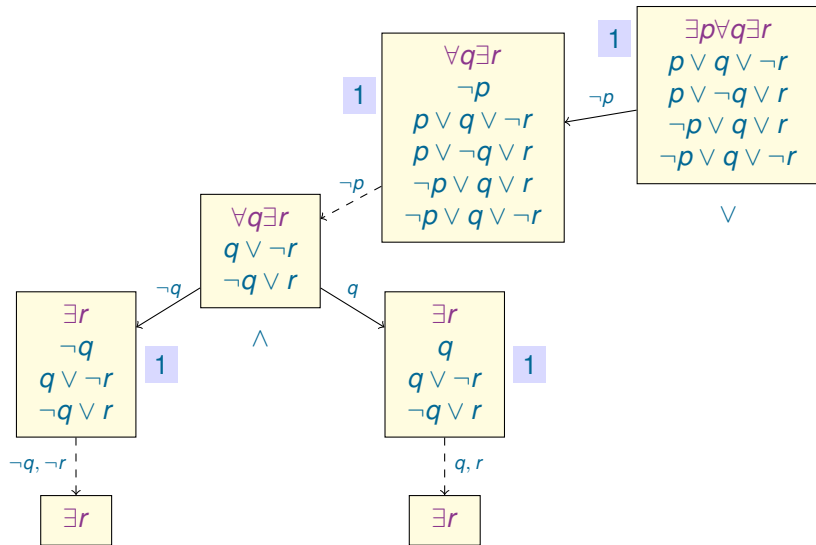 ∃p∀q∃r
p ∨ q ∨ ¬r
p ∨ ¬q ∨ r
¬p ∨ q ∨ r
¬p ∨ q ∨ ¬r
1
∨
¬p
∀q∃r
¬p
p ∨ q ∨ ¬r
p ∨ ¬q ∨ r
¬p ∨ q ∨ r
¬p ∨ q ∨ ¬r
1
¬p
∀q∃r
q ∨ ¬r
¬q ∨ r
∧
¬q
q
∃r
¬q
q ∨ ¬r
¬q ∨ r
1
∃r
q
q ∨ ¬r
¬q ∨ r
1
¬q, ¬r
q, r
∃r
∃r